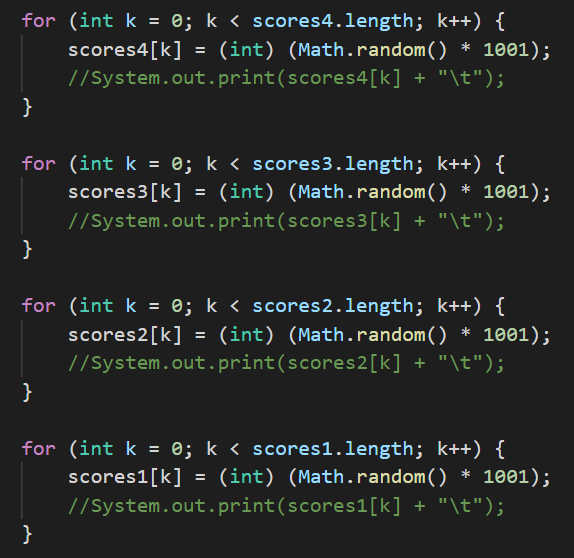 for (int k = 0; k < scores4.length; k++) {
scores4[k] = (int) (Math.random() * 1001);
//System.out.print(scores4[k] + "\t");
}
for (int k = 0; k < scores3.length; k++) {
scores3[k] = (int) (Math.random() * 1001);
//System.out.print(scores3[k] + "\t");
}
for (int k = 0; k < scores2.length; k++) {
scores2[k] = (int) (Math.random() * 1001);
//System.out.print(scores2[k] + "\t");
}
for (int k = 0; k < scores1.length; k++) {
scores1[k] = (int) (Math.random() * 1001);
//System.out.print(scores1[k] + "\t");
}